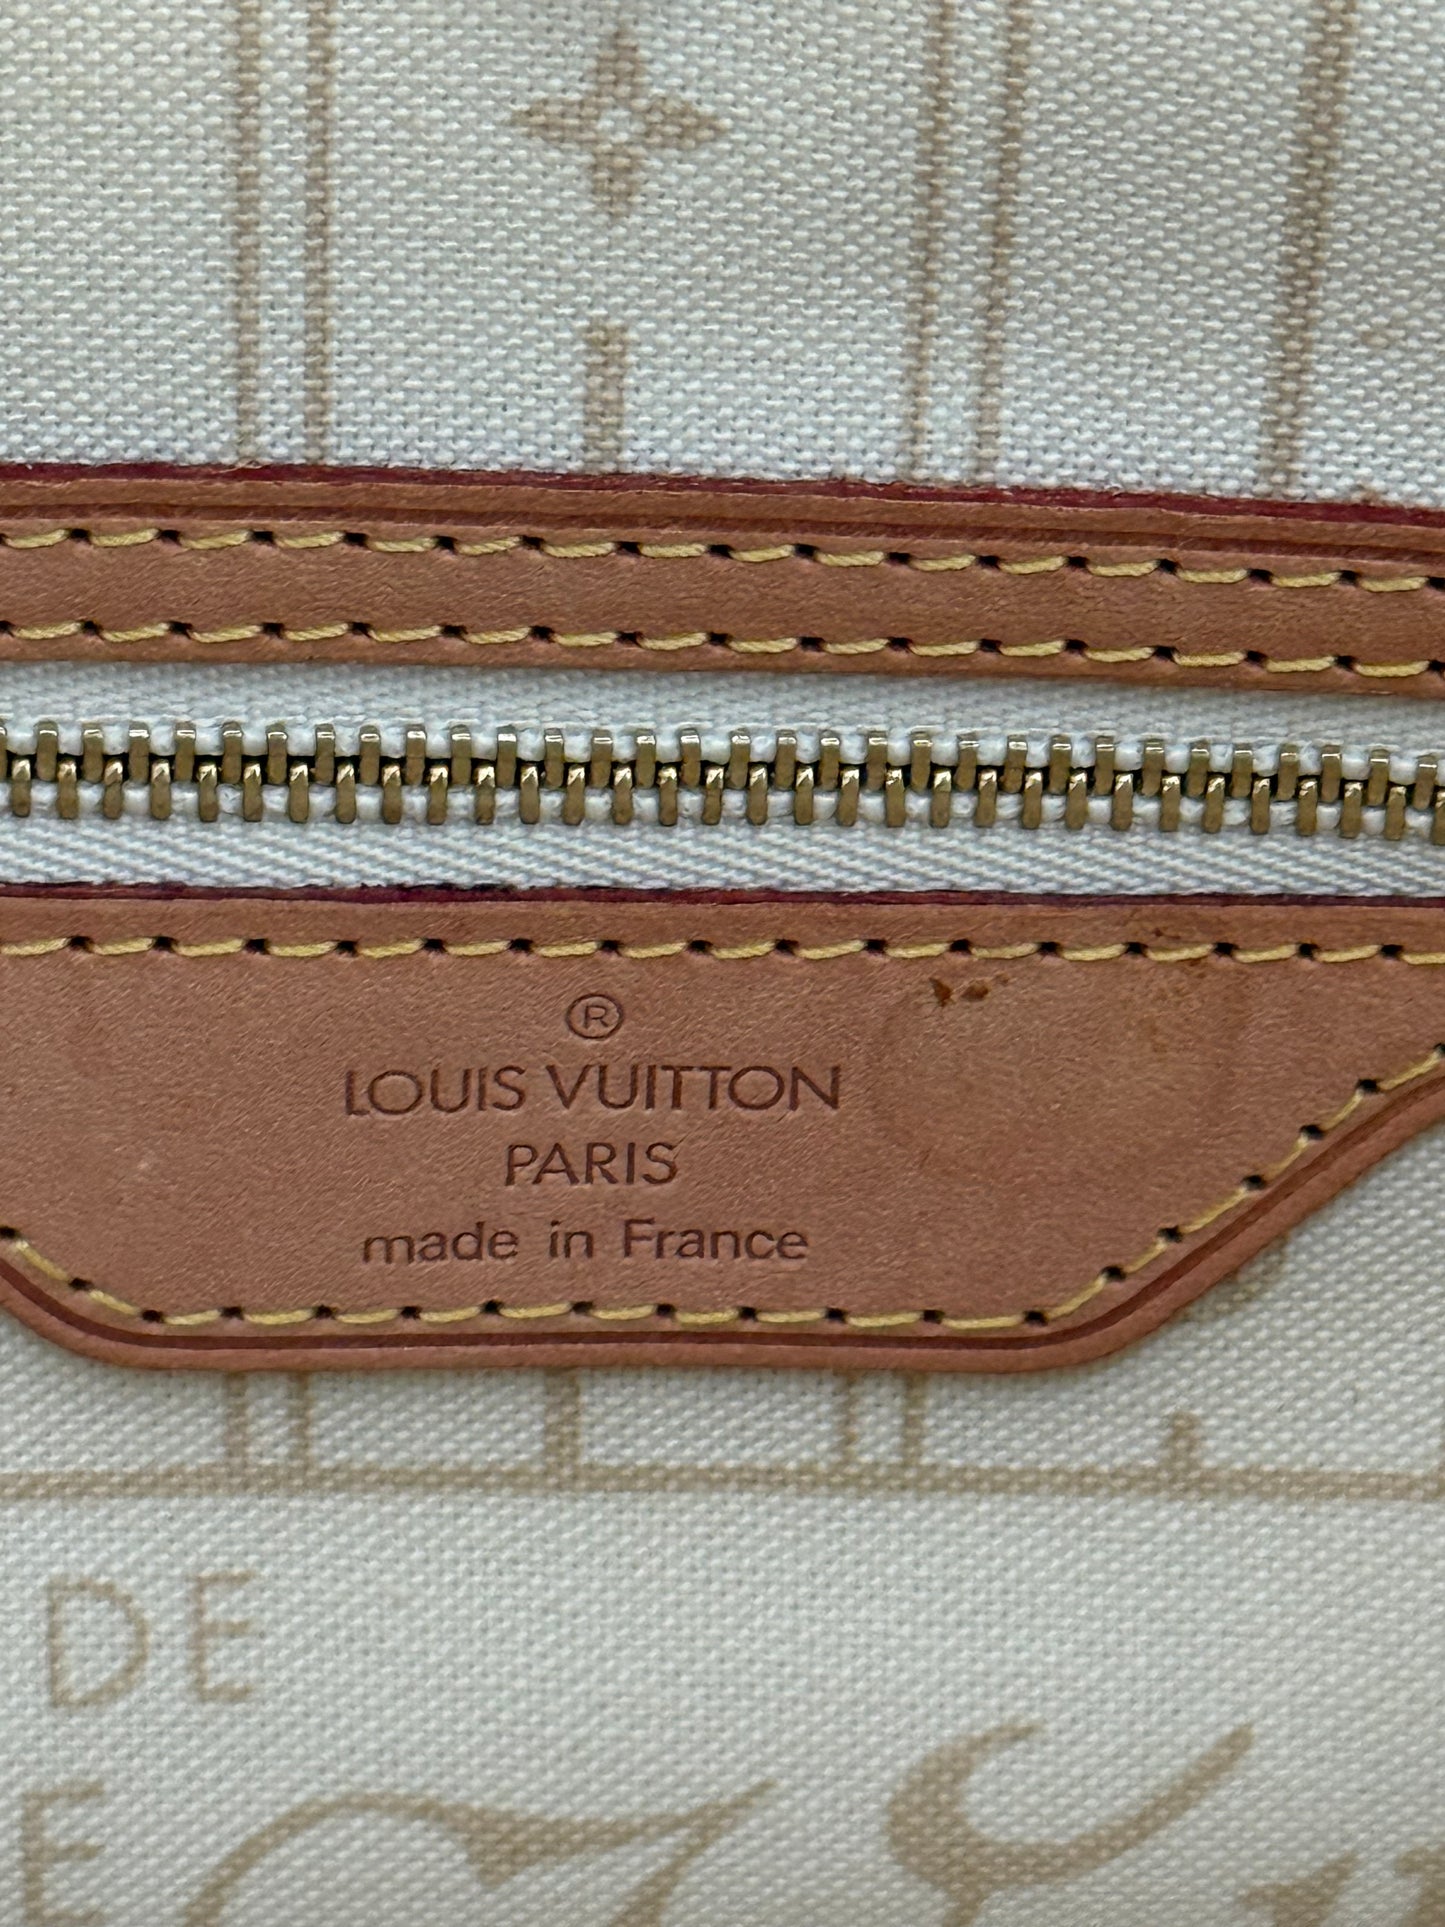 ®
LOUIS VUITTON
PARIS
made in France
DE